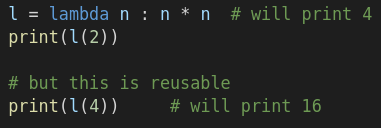 l = lambda n : n * n  # will print 4
print(l(2))
# but this is reusable
print(l(4))     # will print 16